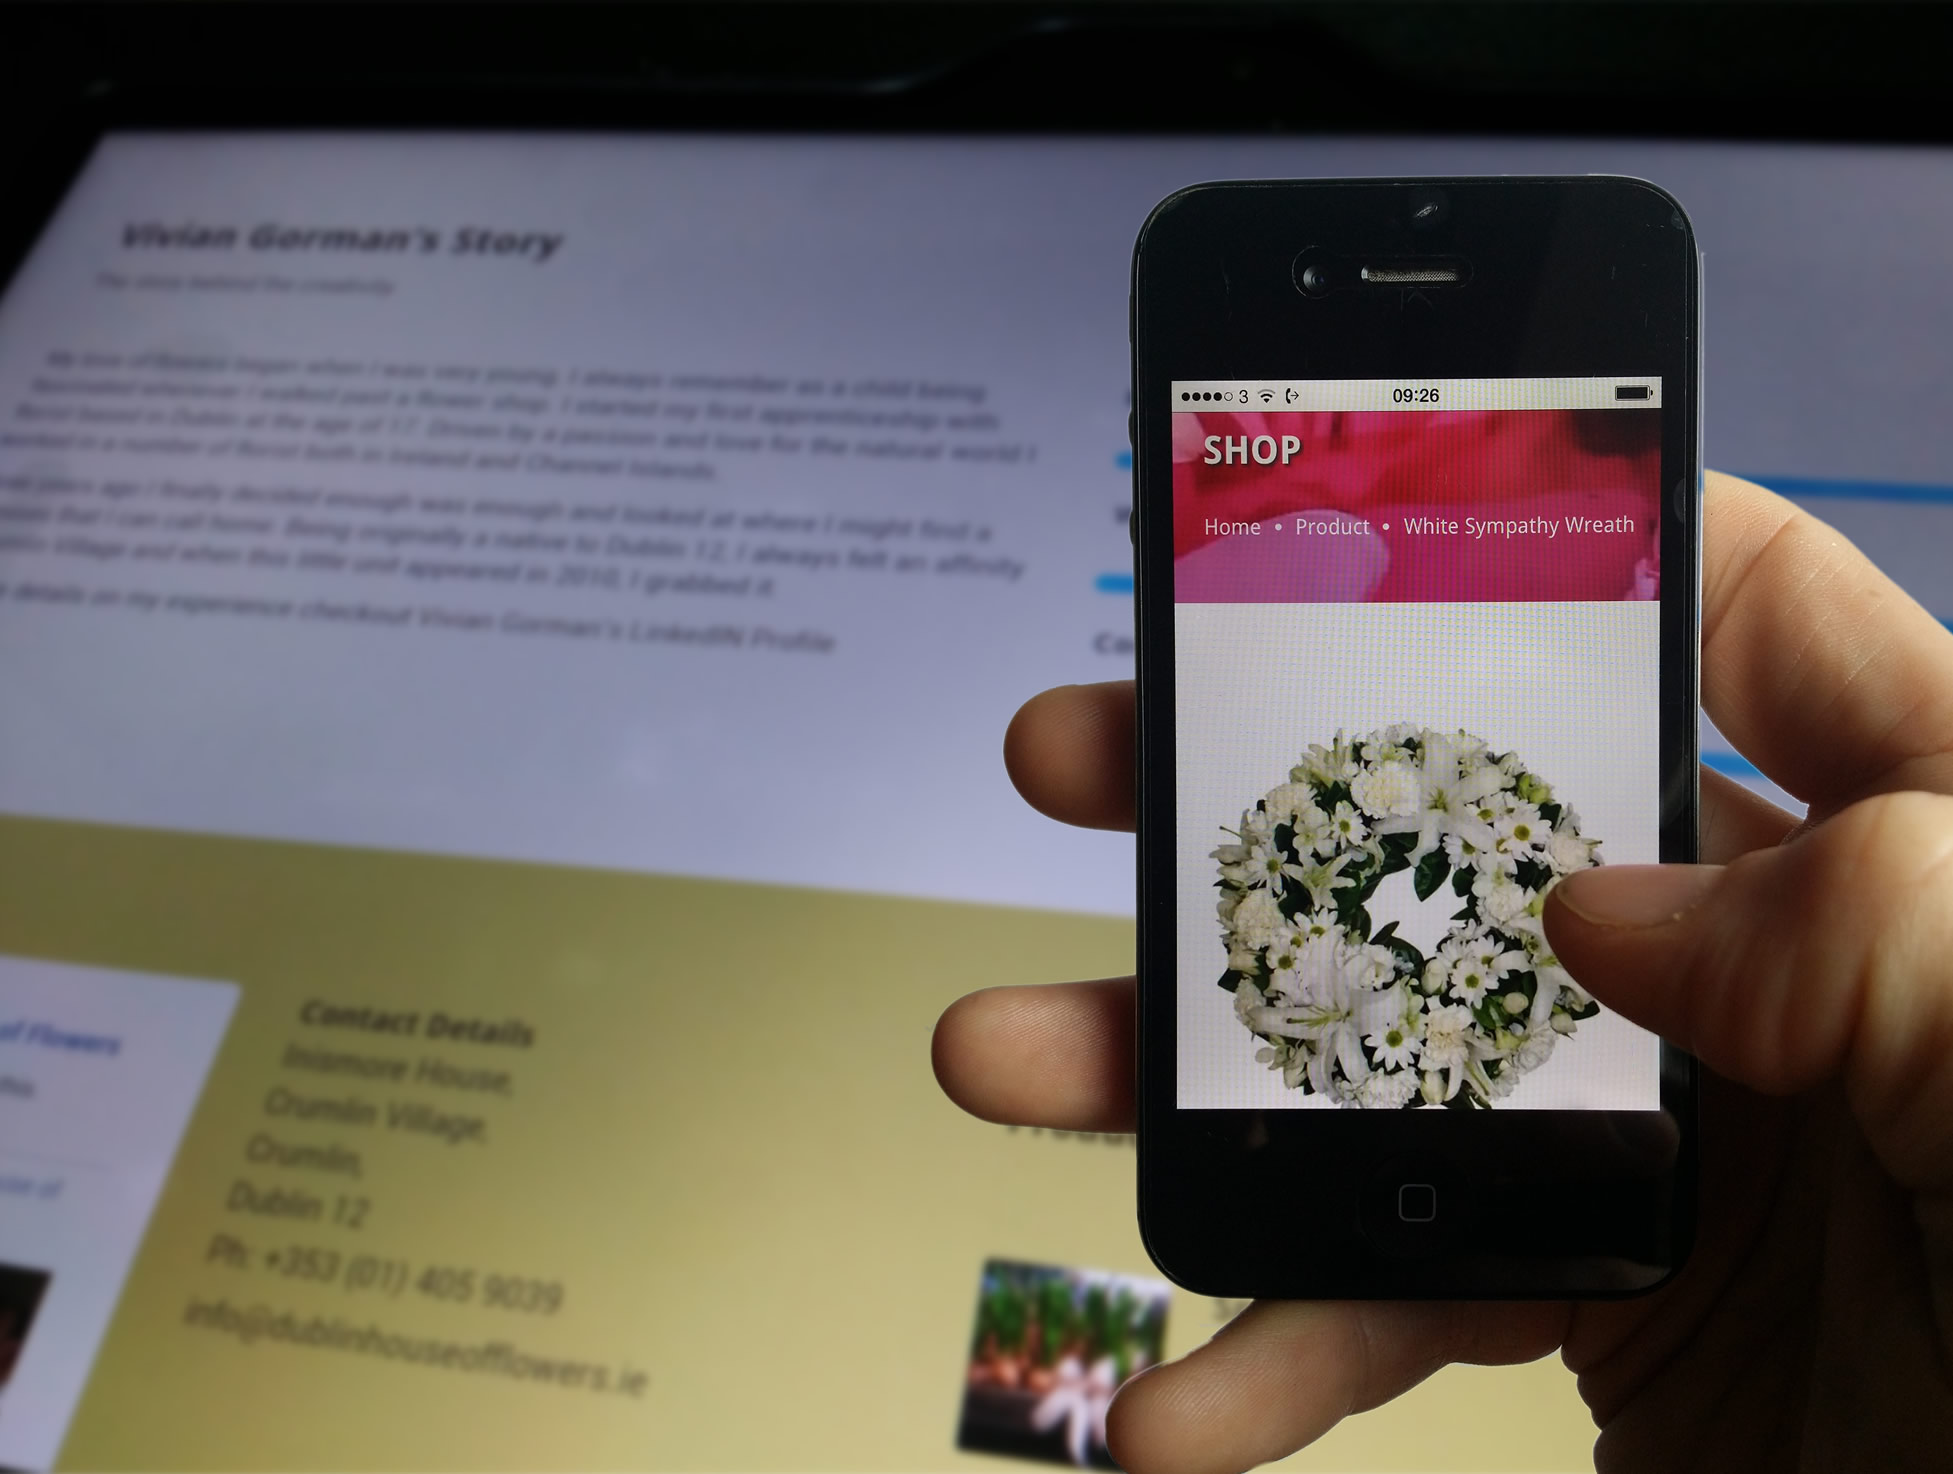 Vivian Gorman's Story
The story behind the creativity
My love of flowers began when I was very young. I always remember as a child being
fascinated whenever I walked past a flower shop. I started my first apprenticeship with
florist based in Dublin at the age of 17. Driven by a passion and love for the natural world I
worked in a number of florist both in Ireland and Channel Islands.
years ago I finally decided enough was enough and looked at where I might find a
that I can call home. Being originally a native to Dublin 12, I always felt an affinity
Village and when this little unit appeared in 2010, I grabbed it.
details on my experience checkout Vivian Gorman's LinkedIN Profile
of Flowers
Contact Details
Inismore House,
Crumlin Village,
Crumlin,
Dublin 12
Ph: +353 (01) 405 9039
info@dublinhouseofflowers.ie
3 09:26
SHOP
Home • Product • White Sympathy Wreath